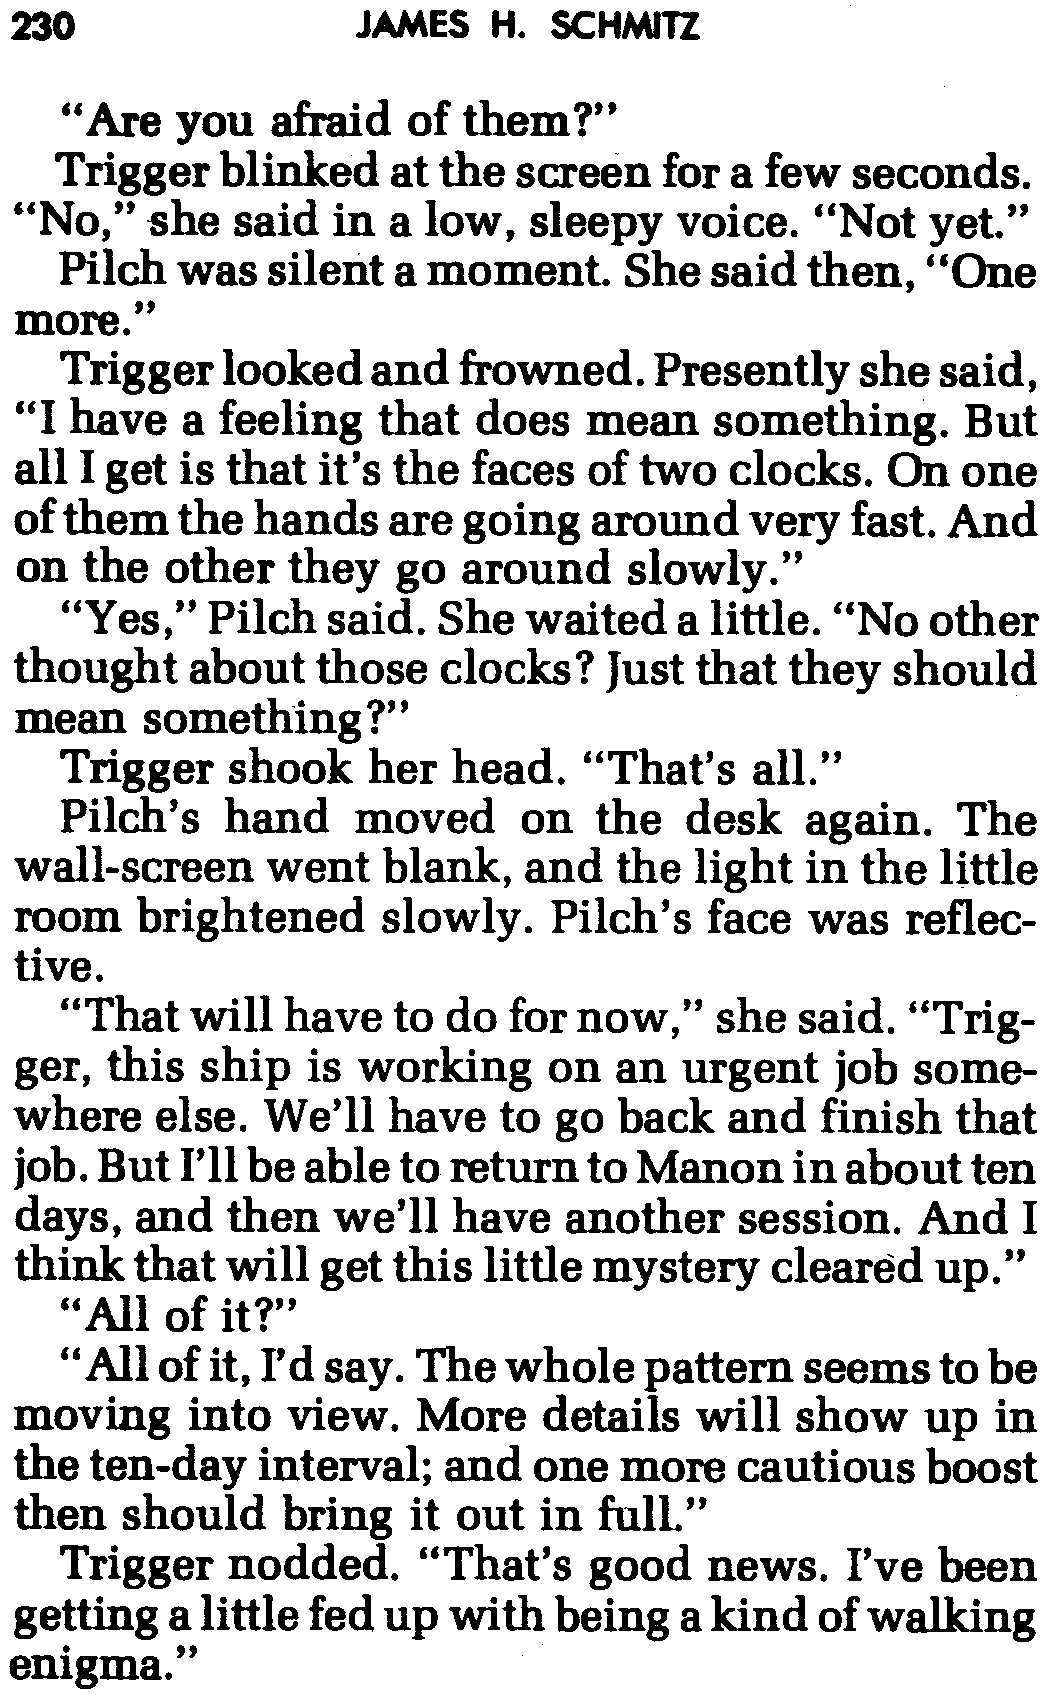 230 JAMES H. SCHMITZ
“Are you afraid of them?”
Trigger blinked at the screen for a few seconds.
“No,” she said in a low, sleepy voice. “Not yet.”
Pilch was silent a moment. She said then, “One
more.”
Trigger looked and frowned. Presently she said,
“I have a feeling that does mean something. But
all I get is that it’s the faces of two clocks. On one
of them the hands are going around very fast. And
on the other they go around slowly.”
“Yes,” Pilch said. She waited a little. “No other
thought about those clocks? Just that they should
mean something?”
Trigger shook her head. “That’s all.”
Pilch’s hand moved on the desk again. The
wall-screen went blank, and the light in the little
room brightened slowly. Pilch’s face was reflec-
tive.
“That will have to do for now,” she said. “Trig-
ger, this ship is working on an urgent job some-
where else. We’ll have to go back and finish that
job. But I’ll be able to return to Manon in about ten
days, and then we’ll have another session. And I
think that will get this little mystery cleared up.”
“All of it?”
“All of it, I’d say. The whole pattern seems to be
moving into view. More details will show up in
the ten-day interval; and one more cautious boost
then should bring it out in full.”
Trigger nodded. “That’s good news. I’ve been
getting a little fed up with being a kind of walking
enigma.”